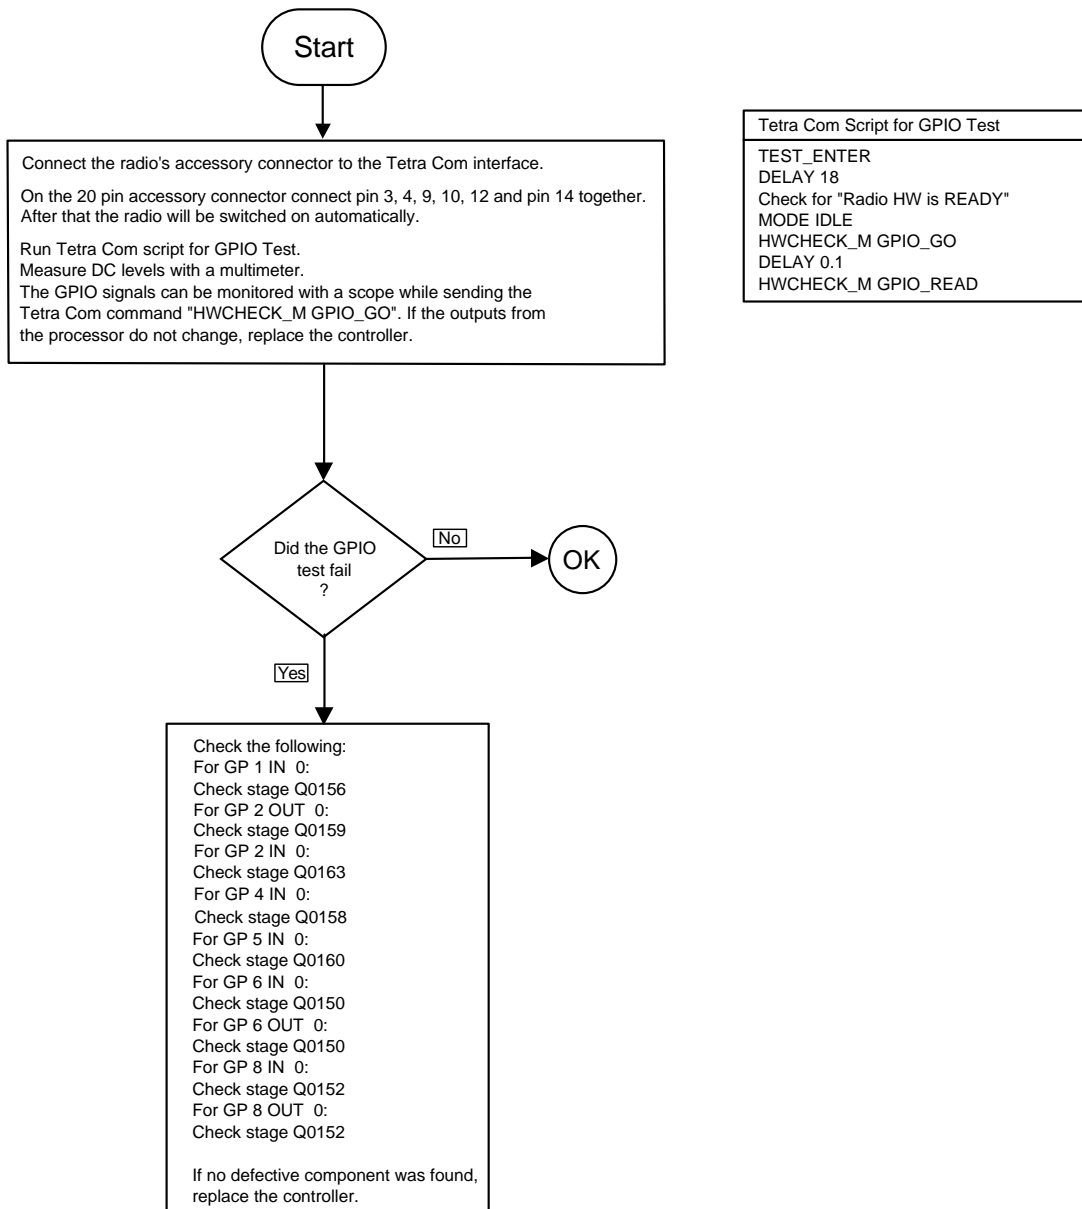 Start
Connect the radio's accessory connector to the Tetra Com interface.
On the 20 pin accessory connector connect pin 3, 4, 9, 10, 12 and pin 14 together.
After that the radio will be switched on automatically.
Run Tetra Com script for GPIO Test.
Measure DC levels with a multimeter.
The GPIO signals can be monitored with a scope while sending the
Tetra Com command "HWCHECK_M GPIO_GO". If the outputs from
the processor do not change, replace the controller.
Tetra Com Script for GPIO Test
TEST_ENTER
DELAY 18
Check for "Radio HW is READY"
MODE IDLE
HWCHECK_M GPIO_GO
DELAY 0.1
HWCHECK_M GPIO_READ
Did the GPIO
test fail
?
No
OK
Yes
Check the following:
For GP 1 IN  0:
Check stage Q0156
For GP 2 OUT  0:
Check stage Q0159
For GP 2 IN  0:
Check stage Q0163
For GP 4 IN  0:
Check stage Q0158
For GP 5 IN  0:
Check stage Q0160
For GP 6 IN  0:
Check stage Q0150
For GP 6 OUT  0:
Check stage Q0150
For GP 8 IN  0:
Check stage Q0152
For GP 8 OUT  0:
Check stage Q0152
If no defective component was found,
replace the controller.